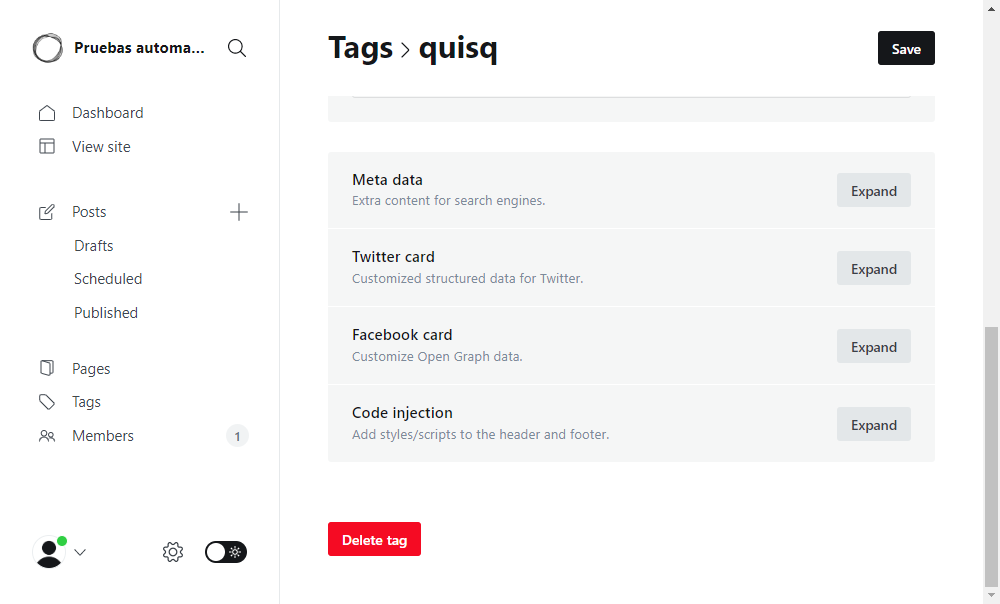 Pruebas automa...
Dashboard
View site
Posts
Drafts
Scheduled
Published
Pages
Tags
Members
1
Tags > quisq
Save
Meta data
Extra content for search engines.
Expand
Twitter card
Customized structured data for Twitter.
Expand
Facebook card
Customize Open Graph data.
Expand
Code injection
Add styles/scripts to the header and footer.
Expand
Delete tag